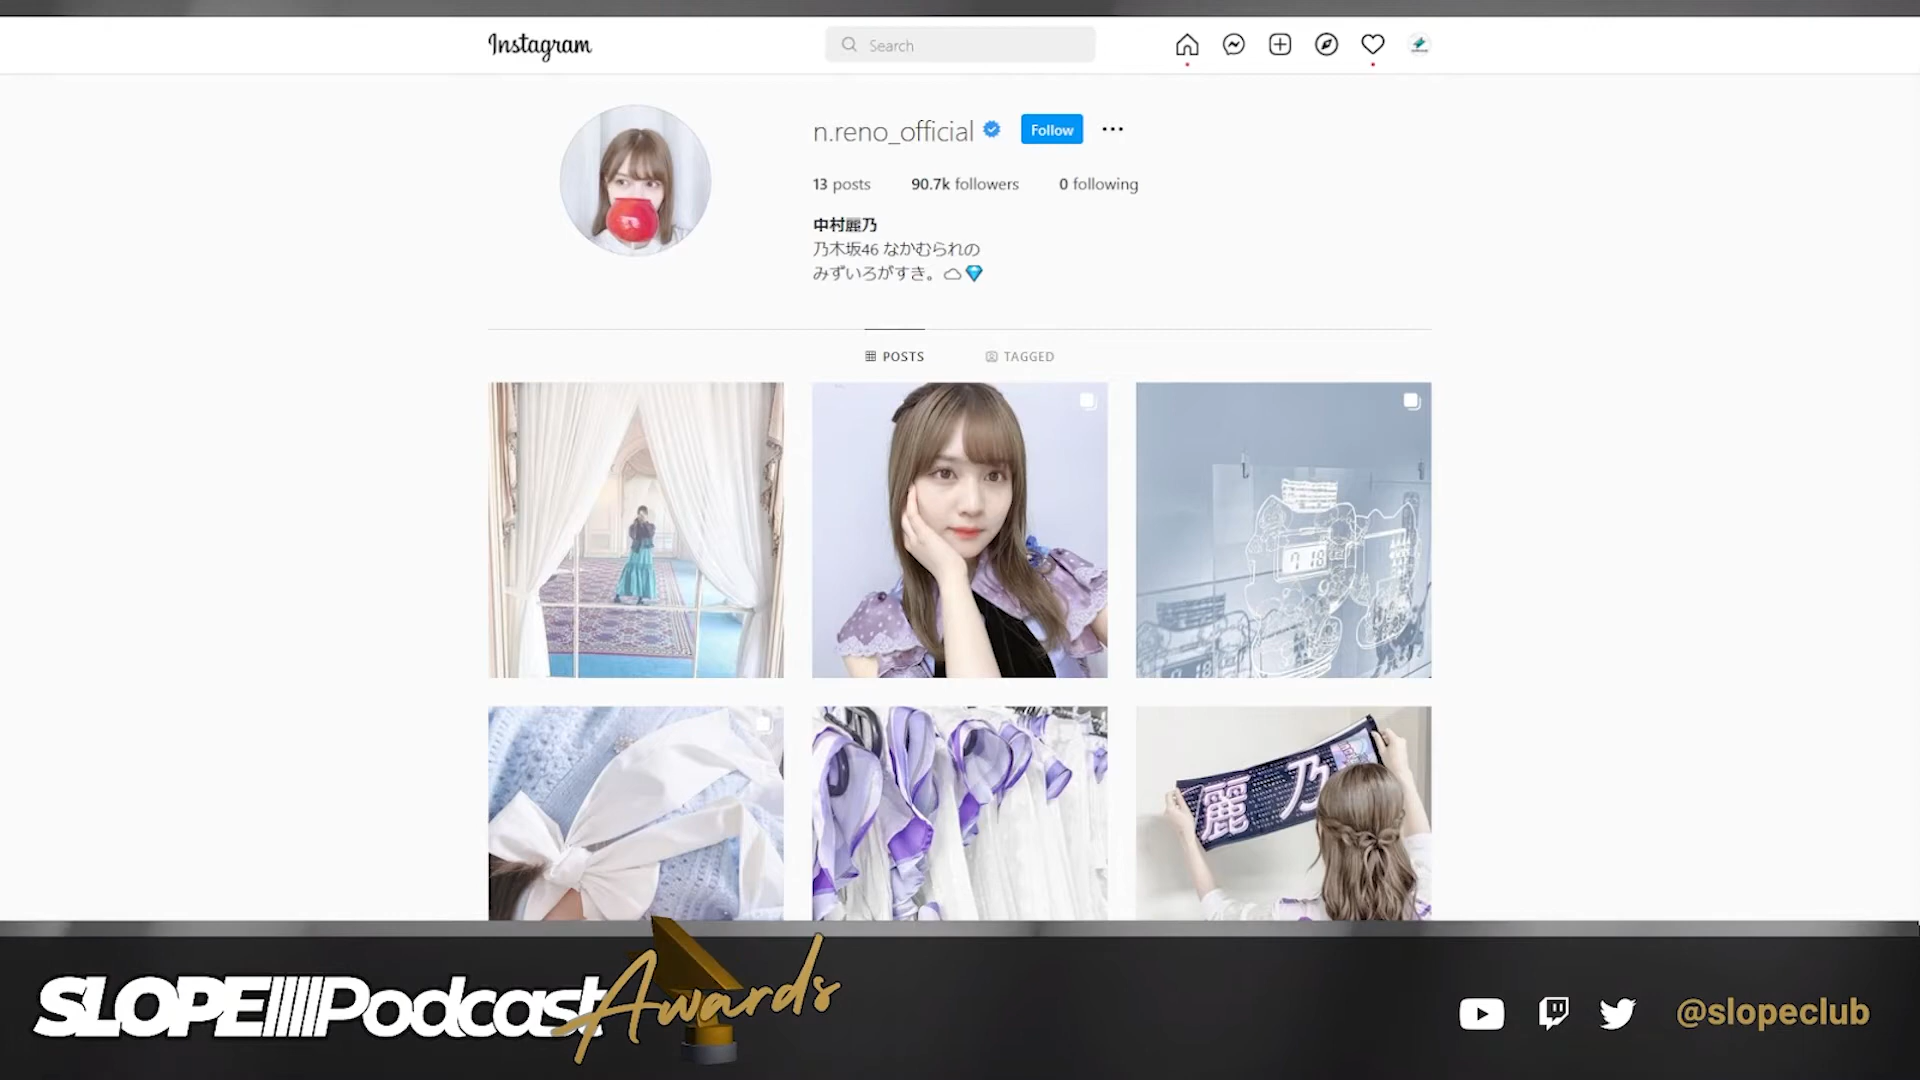 Instagram
Search
n.reno_official
Follow
13 posts
90.7k followers
0 following
中村麗乃
乃木坂46 なかむられの
みずいろがすき。
POSTS
TAGGED
7 18
麗乃
SLOPE Podcast Awards
@slopeclub